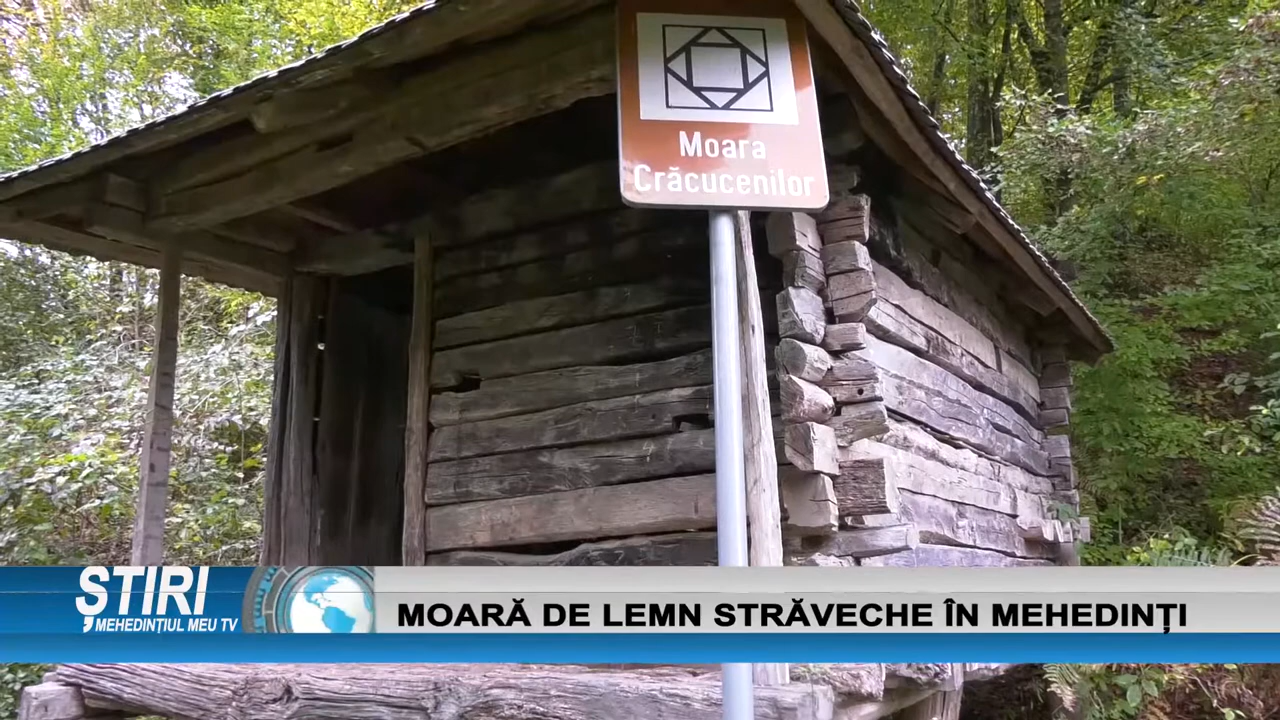 Moara
Crăcucenilor
ȘTIRI
MEHEDINȚIUL MEU TV
MOARĂ DE LEMN STRĂVECHE ÎN MEHEDINȚI